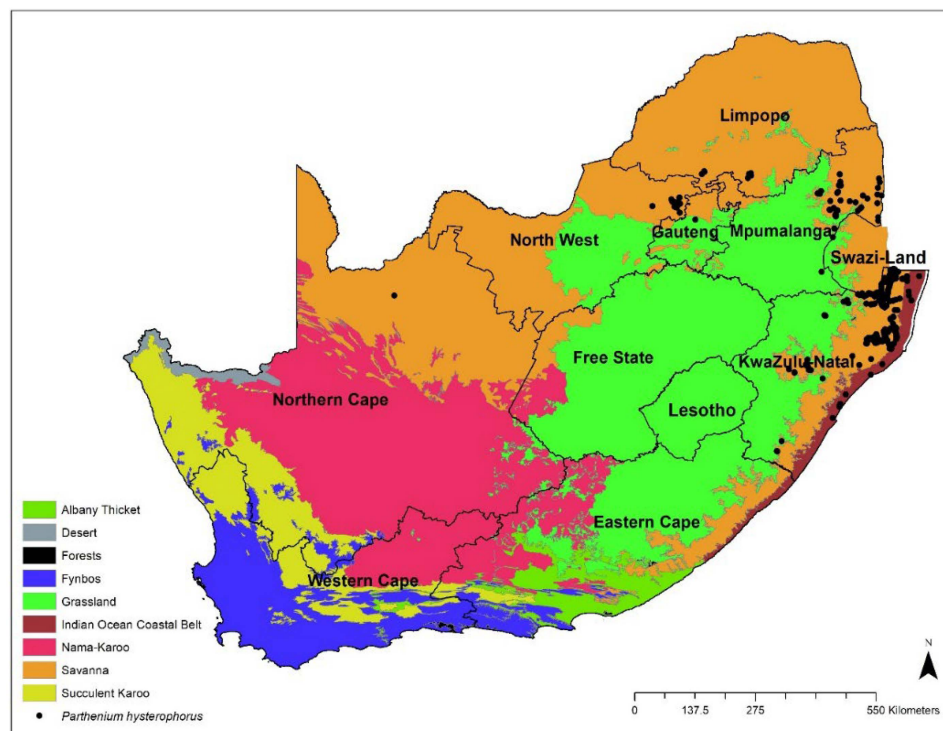 Limpopo
North West
Gauteng
Mpumalanga
Swazi-Land
Free State
KwaZulu-Natal
Northern Cape
Lesotho
Eastern Cape
Western Cape
Albany Thicket
Desert
Forests
Fynbos
Grassland
Indian Ocean Coastal Belt
Nama-Karoo
Savanna
Succulent Karoo
Parthenium hysterophorus
N
0 137.5 275 550 Kilometers